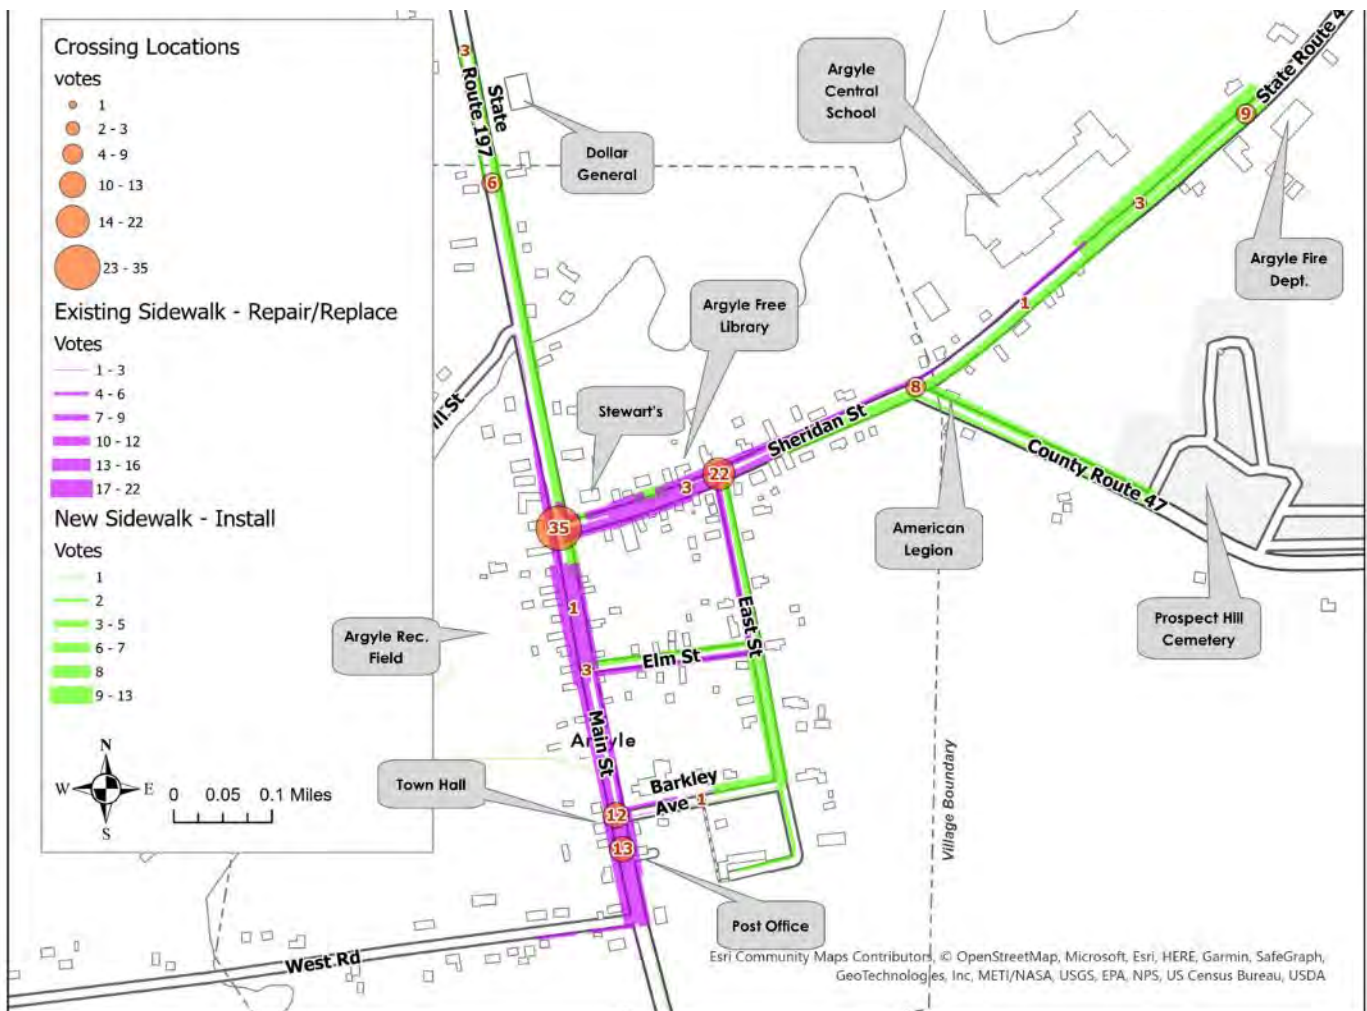 Crossing Locations
votes
1
2 - 3
4 - 9
10 - 13
14 - 22
23 - 35
Existing Sidewalk - Repair/Replace
Votes
1 - 3
4 - 6
7 - 9
10 - 12
13 - 16
17 - 22
New Sidewalk - Install
Votes
1
2
3 - 5
6 - 7
8
9 - 13
N
W
E
S
0 0.05 0.1 Miles
3
State
Route 197
6
Dollar
General
Argyle
Central
School
State Route 4
9
3
Argyle Fire
Dept.
1
Argyle Free
Library
8
Stewart's
Sheridan St
22
3
35
County Route 47
American
Legion
Prospect Hill
Cemetery
1
Argyle Rec.
Field
East St
Elm St
3
Main St
Argyle
Town Hall
Barkley
Ave
1
12
13
Village Boundary
Post Office
West Rd
Esri Community Maps Contributors, © OpenStreetMap, Microsoft, Esri, HERE, Garmin, SafeGraph,
GeoTechnologies, Inc, METI/NASA, USGS, EPA, NPS, US Census Bureau, USDA